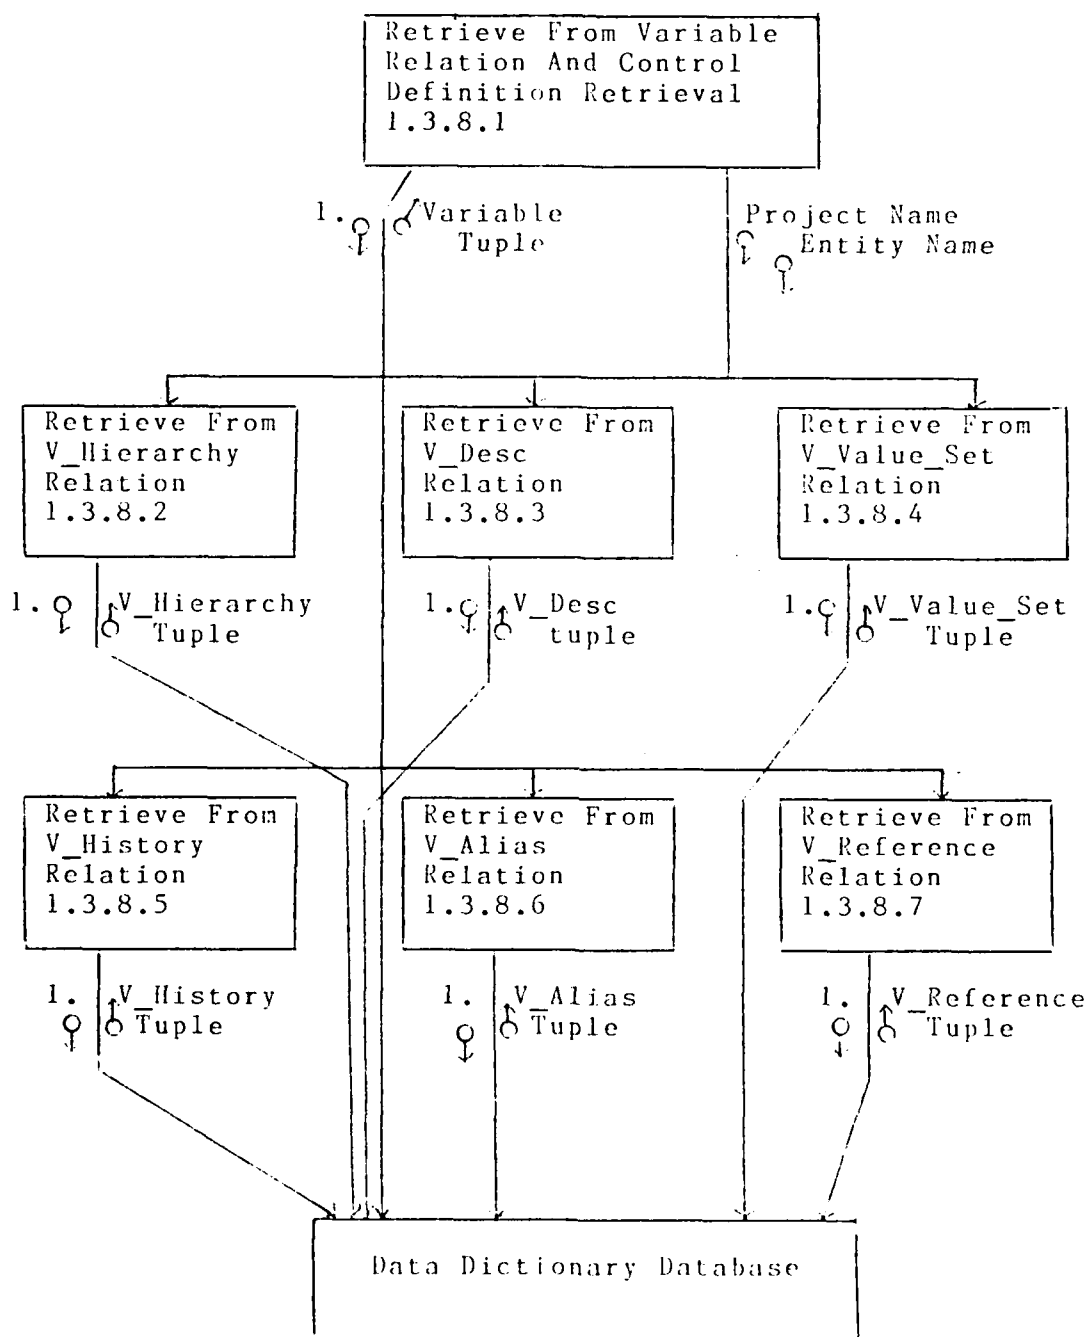 Retrieve From Variable
Relation And Control
Definition Retrieval
1.3.8.1
1.
Variable
Tuple
Project Name
Entity Name
Retrieve From
V_Hierarchy
Relation
1.3.8.2
Retrieve From
V_Desc
Relation
1.3.8.3
Retrieve From
V_Value_Set
Relation
1.3.8.4
1.
V_Hierarchy
Tuple
1.
V_Desc
tuple
1.
V_Value_Set
Tuple
Retrieve From
V_History
Relation
1.3.8.5
Retrieve From
V_Alias
Relation
1.3.8.6
Retrieve From
V_Reference
Relation
1.3.8.7
1.
V_History
Tuple
1.
V_Alias
Tuple
1.
V_Reference
Tuple
Data Dictionary Database